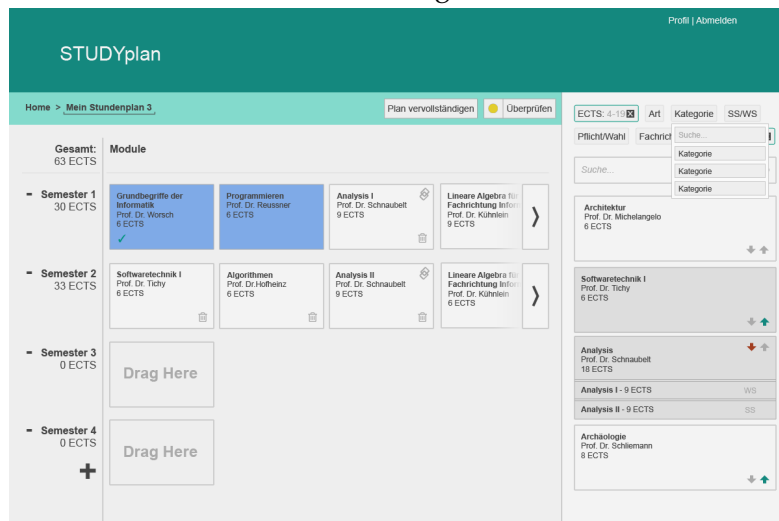 Profil | Abmelden
STUDYplan
Home > Mein Stundenplan 3
Plan vervollständigen
Überprüfen
ECTS: 4-19
Art
Kategorie
SS/WS
Pflicht/Wahl
Suche...
Kategorie
Kategorie
Kategorie
Suche...
Gesamt:
63 ECTS
Module
Semester 1
30 ECTS
Grundbegriffe der
Informatik
Prof. Dr. Worsch
6 ECTS
Programmieren
Prof. Dr. Reussner
6 ECTS
Analysis I
Prof. Dr. Schnaubelt
9 ECTS
Lineare Algebra für
Fachrichtung Inform
Prof. Dr. Kühnlein
9 ECTS
Semester 2
33 ECTS
Softwaretechnik I
Prof. Dr. Tichy
6 ECTS
Algorithmen
Prof. Dr.Hofheinz
6 ECTS
Analysis II
Prof. Dr. Schnaubelt
9 ECTS
Lineare Algebra für
Fachrichtung Inform
Prof. Dr. Kühnlein
6 ECTS
Semester 3
0 ECTS
Drag Here
Semester 4
0 ECTS
Drag Here
Architektur
Prof. Dr. Michelangelo
6 ECTS
Softwaretechnik I
Prof. Dr. Tichy
6 ECTS
Analysis
Prof. Dr. Schnaubelt
18 ECTS
Analysis I - 9 ECTS WS
Analysis II - 9 ECTS SS
Archäologie
Prof. Dr. Schliemann
8 ECTS